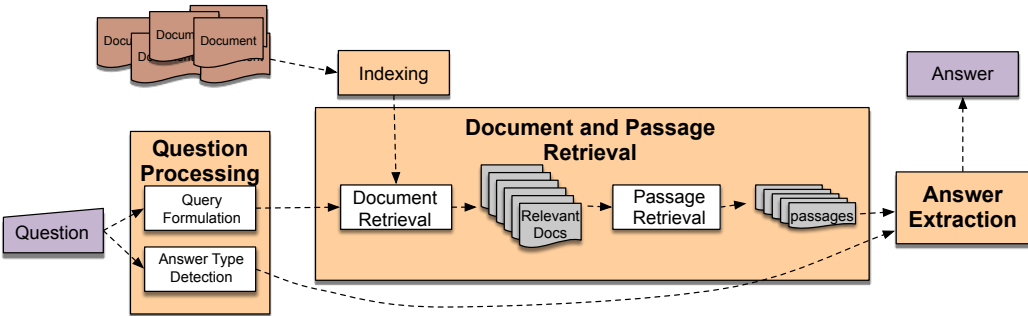 Docu
Docum
Document
Indexing
Answer
Document and Passage
Retrieval
Question
Processing
Query
Formulation
Document
Retrieval
Relevant
Docs
Passage
Retrieval
passages
Answer
Extraction
Question
Answer Type
Detection